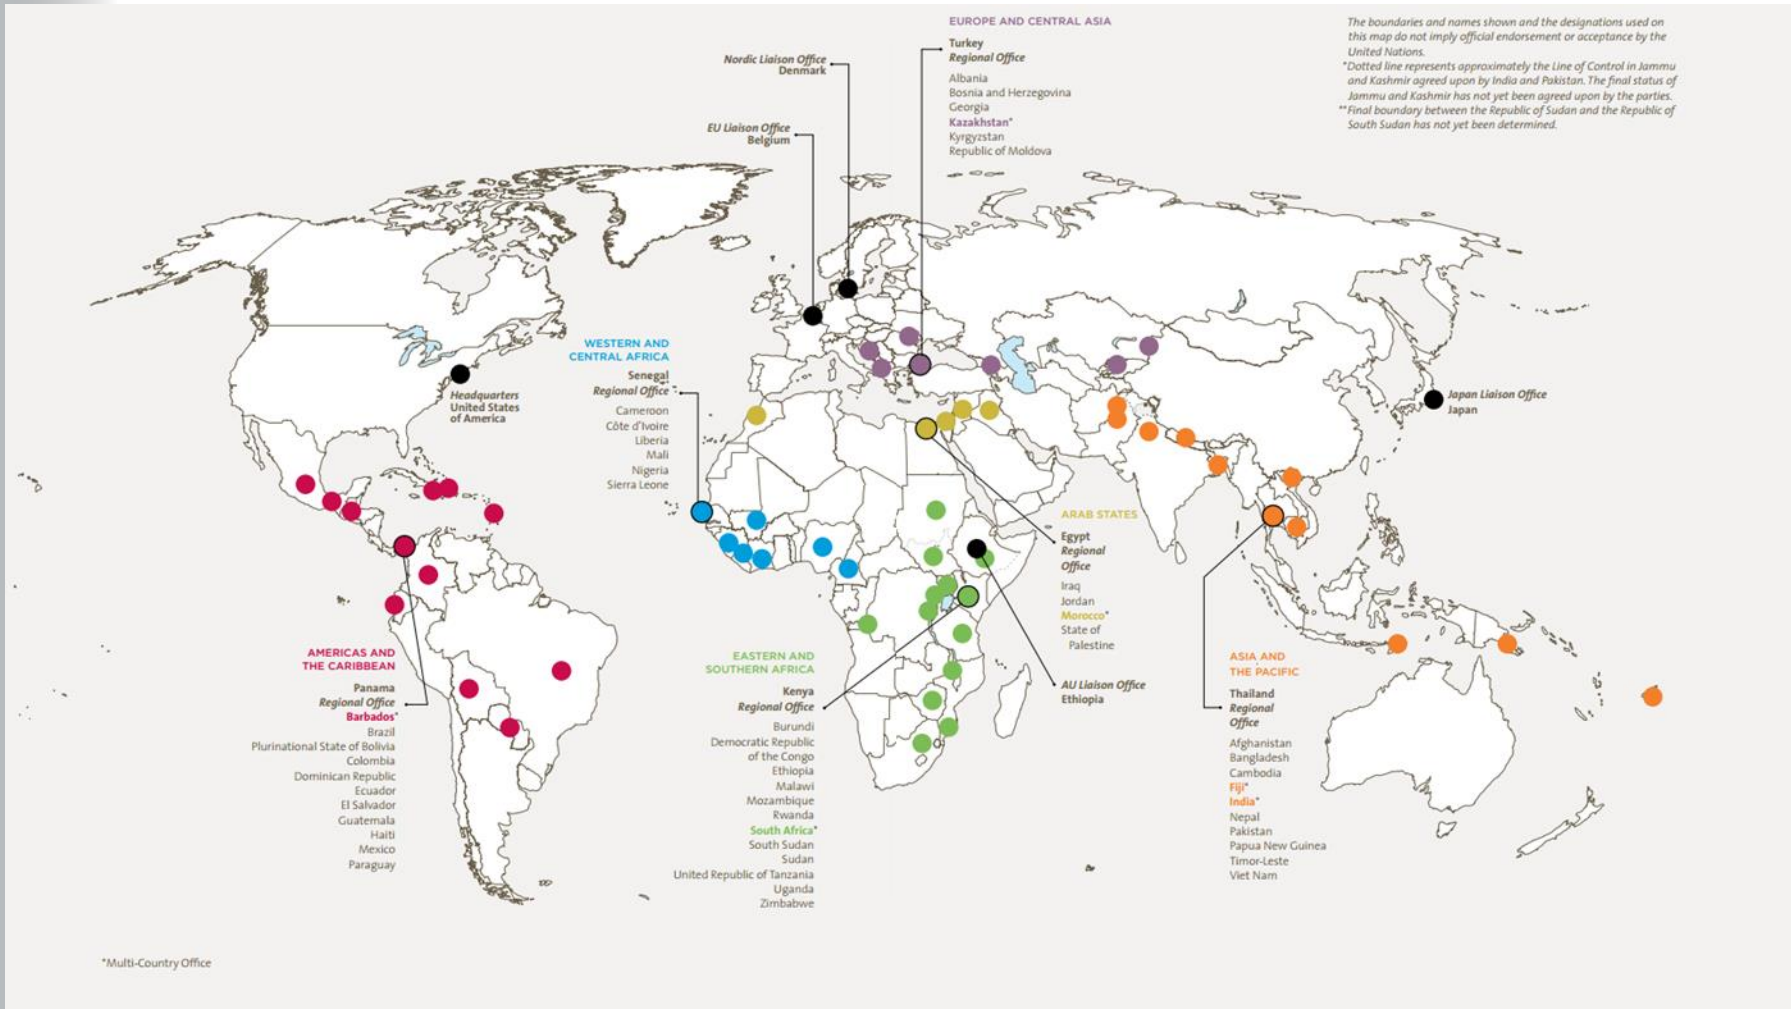 EUROPE AND CENTRAL ASIA
Turkey
Regional Office
Albania
Bosnia and Herzegovina
Georgia
Kazakhstan*
Kyrgyzstan
Republic of Moldova
The boundaries and names shown and the designations used on
this map do not imply official endorsement or acceptance by the
United Nations.
*Dotted line represents approximately the Line of Control in Jammu
and Kashmir agreed upon by India and Pakistan. The final status of
Jammu and Kashmir has not yet been agreed upon by the parties.
**Final boundary between the Republic of Sudan and the Republic of
South Sudan has not yet been determined.
Nordic Liaison Office
Denmark
EU Liaison Office
Belgium
WESTERN AND
CENTRAL AFRICA
Senegal
Regional Office
Cameroon
Côte d'Ivoire
Liberia
Mali
Nigeria
Sierra Leone
Headquarters
United States
of America
Japan Liaison Office
Japan
ARAB STATES
Egypt
Regional
Office
Iraq
Jordan
Morocco*
State of
Palestine
AU Liaison Office
Ethiopia
AMERICAS AND
THE CARIBBEAN
Panama
Regional Office
Barbados*
Brazil
Plurinational State of Bolivia
Colombia
Dominican Republic
Ecuador
El Salvador
Guatemala
Haiti
Mexico
Paraguay
EASTERN AND
SOUTHERN AFRICA
Kenya
Regional Office
Burundi
Democratic Republic
of the Congo
Ethiopia
Malawi
Mozambique
Rwanda
South Africa*
South Sudan
Sudan
United Republic of Tanzania
Uganda
Zimbabwe
ASIA AND
THE PACIFIC
Thailand
Regional
Office
Afghanistan
Bangladesh
Cambodia
Fiji*
India*
Nepal
Pakistan
Papua New Guinea
Timor-Leste
Viet Nam
*Multi-Country Office